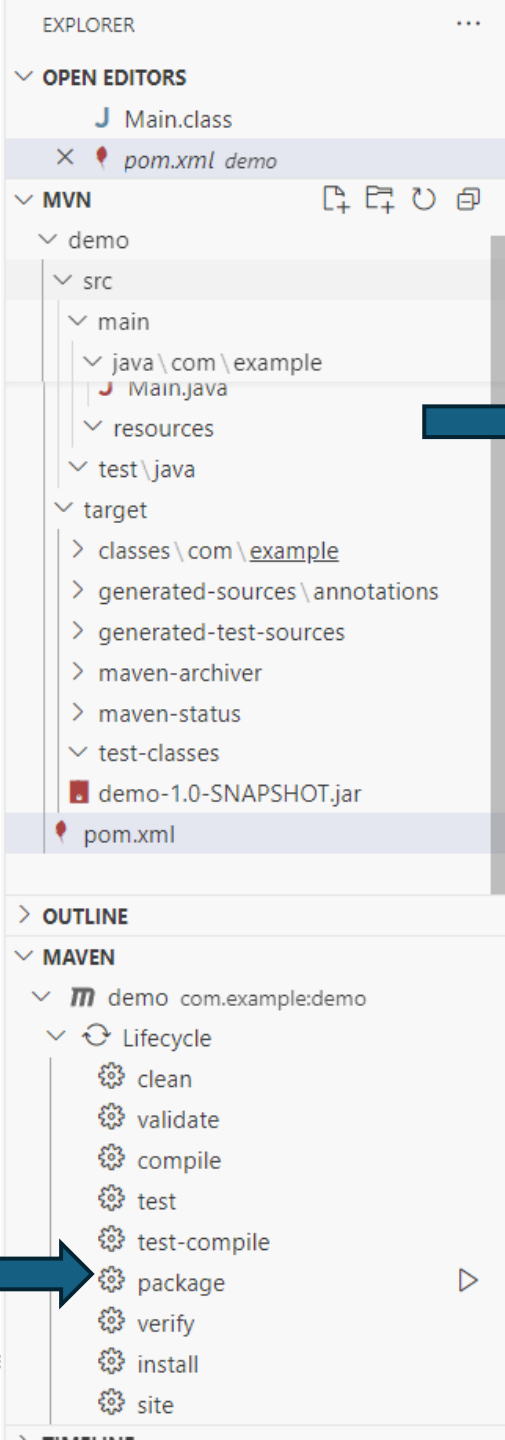 EXPLORER
OPEN EDITORS
J Main.class
pom.xml demo
MVN
demo
src
main
java\com\example
J Main.java
resources
test\java
target
classes\com\example
generated-sources\annotations
generated-test-sources
maven-archiver
maven-status
test-classes
demo-1.0-SNAPSHOT.jar
pom.xml
OUTLINE
MAVEN
m demo com.example:demo
Lifecycle
clean
validate
compile
test
test-compile
package
verify
install
site
TIMELINE